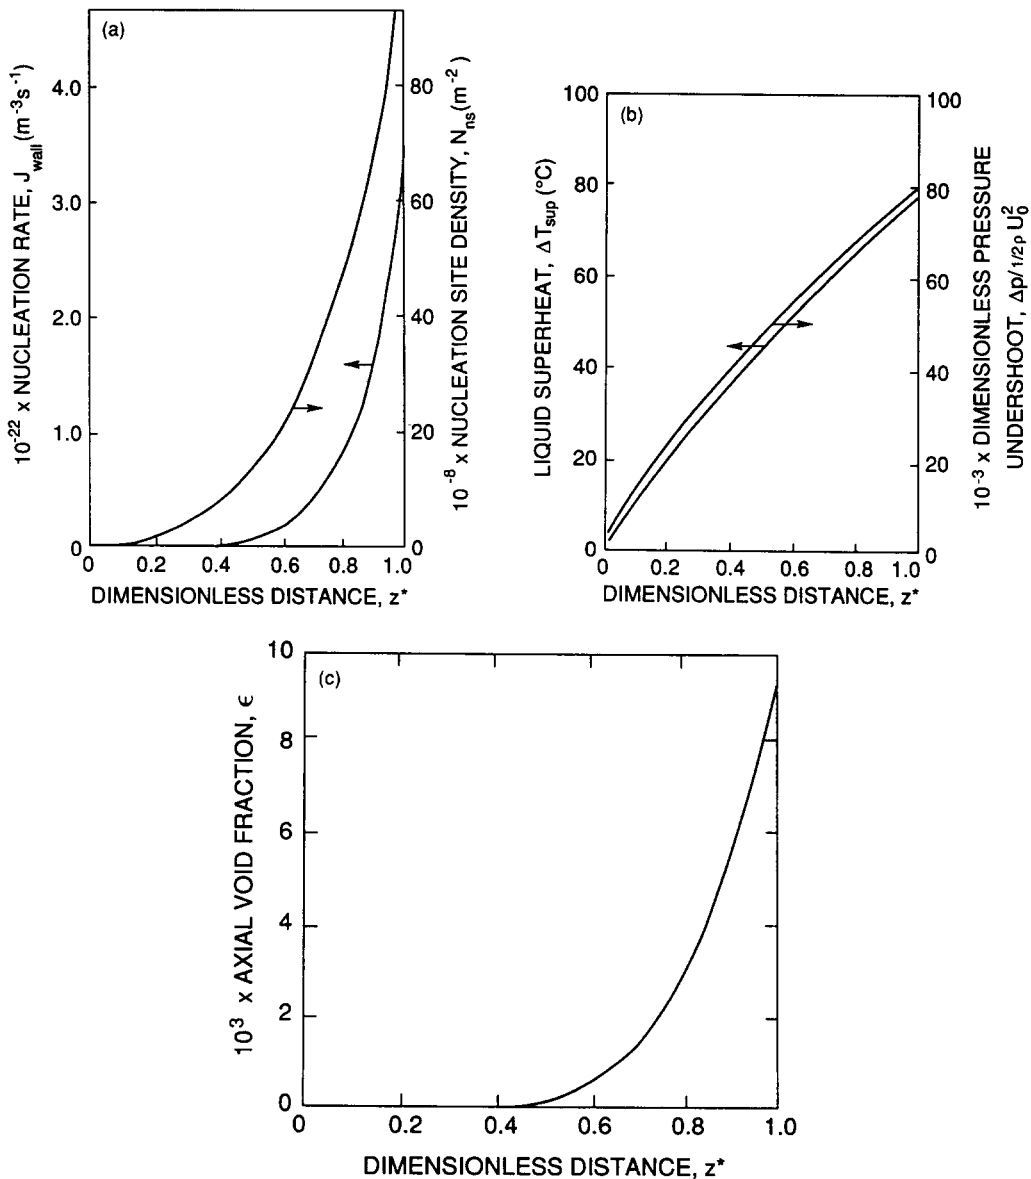 (a)
10⁻²² x NUCLEATION RATE, J_wall (m⁻³s⁻¹)
4.0
3.0
2.0
1.0
0
80
60
40
20
0
10⁻⁸ x NUCLEATION SITE DENSITY, N_ns (m⁻²)
0 0.2 0.4 0.6 0.8 1.0
DIMENSIONLESS DISTANCE, z*
(b)
LIQUID SUPERHEAT, ΔT_sup (°C)
100
80
60
40
20
0
100
80
60
40
20
0
10⁻³ x DIMENSIONLESS PRESSURE
UNDERSHOOT, Δp/1/2ρ U₀²
0 0.2 0.4 0.6 0.8 1.0
DIMENSIONLESS DISTANCE, z*
(c)
10³ x AXIAL VOID FRACTION, ϵ
10
8
6
4
2
0
0 0.2 0.4 0.6 0.8 1.0
DIMENSIONLESS DISTANCE, z*